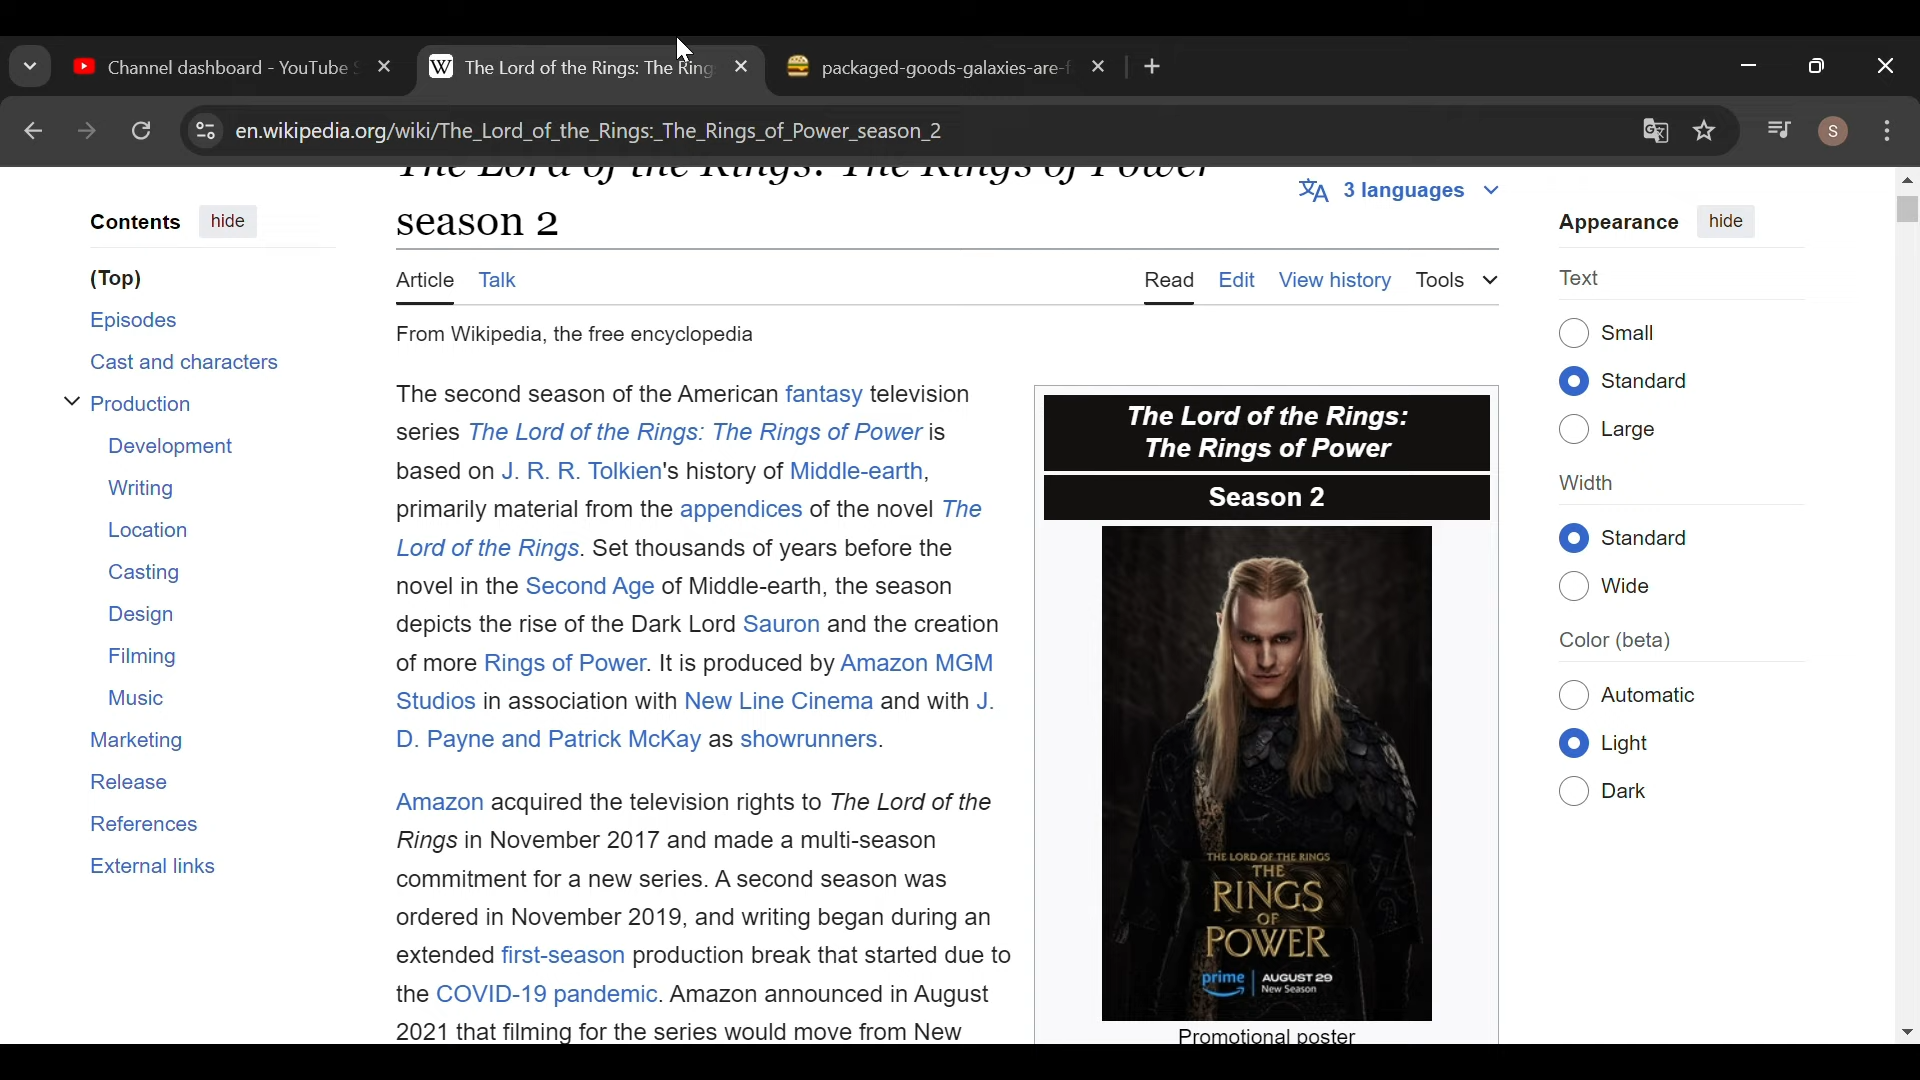 Channel dashboard - YouTube
The Lord of the Rings: The Ring
packaged-goods-galaxies-are-f
en.wikipedia.org/wiki/The_Lord_of_the_Rings:_The_Rings_of_Power_season_2
S
The Lord of the Rings: The Rings of Power
season 2
3 languages
Contents hide
(Top)
Episodes
Cast and characters
Production
Development
Writing
Location
Casting
Design
Filming
Music
Marketing
Release
References
External links
Article Talk
Read Edit View history Tools
From Wikipedia, the free encyclopedia
The second season of the American fantasy television
series The Lord of the Rings: The Rings of Power is
based on J. R. R. Tolkien's history of Middle-earth,
primarily material from the appendices of the novel The
Lord of the Rings. Set thousands of years before the
novel in the Second Age of Middle-earth, the season
depicts the rise of the Dark Lord Sauron and the creation
of more Rings of Power. It is produced by Amazon MGM
Studios in association with New Line Cinema and with J.
D. Payne and Patrick McKay as showrunners.
Amazon acquired the television rights to The Lord of the
Rings in November 2017 and made a multi-season
commitment for a new series. A second season was
ordered in November 2019, and writing began during an
extended first-season production break that started due to
the COVID-19 pandemic. Amazon announced in August
2021 that filming for the series would move from New
The Lord of the Rings:
The Rings of Power
Season 2
THE LORD OF THE RINGS
THE
RINGS
OF
POWER
prime AUGUST 29
New Season
Promotional poster
Appearance hide
Text
Small
Standard
Large
Width
Standard
Wide
Color (beta)
Automatic
Light
Dark